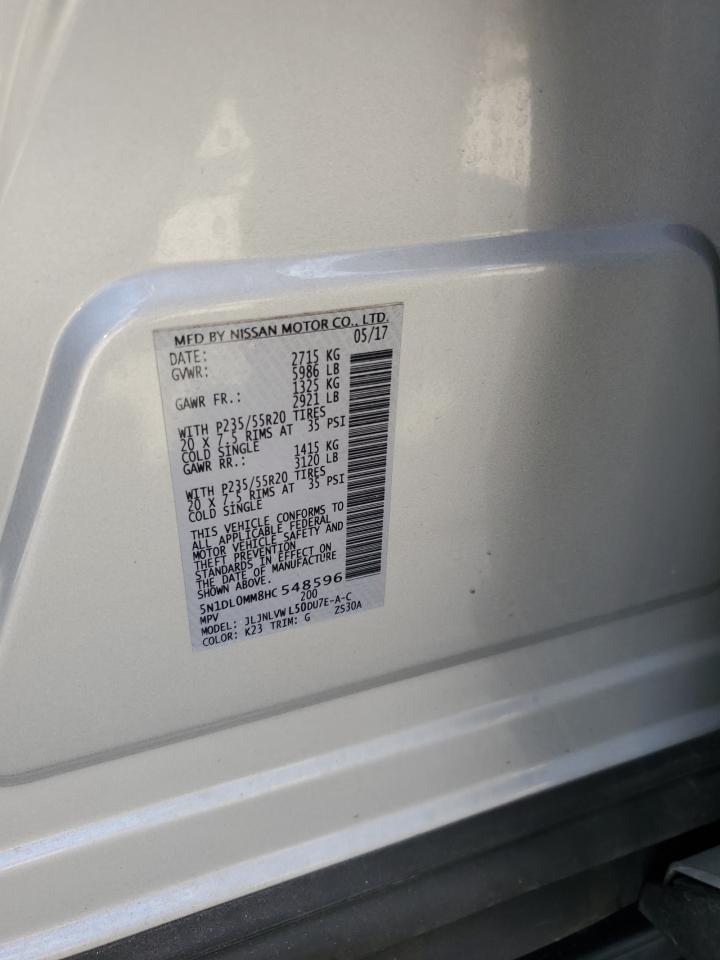 MFD BY NISSAN MOTOR CO., LTD.
DATE: 05/17
GVWR: 2715 KG
5986 LB
GAWR FR.: 1325 KG
2921 LB
WITH P235/55R20 TIRES
20 X 7.5 RIMS AT 35 PSI
COLD SINGLE
GAWR RR.: 1415 KG
3120 LB
WITH P235/55R20 TIRES
20 X 7.5 RIMS AT 35 PSI
COLD SINGLE
THIS VEHICLE CONFORMS TO
ALL APPLICABLE FEDERAL
MOTOR VEHICLE SAFETY AND
THEFT PREVENTION
STANDARDS IN EFFECT ON
THE DATE OF MANUFACTURE
SHOWN ABOVE.
5N1DL0MM8HC 548596
MPV 200
MODEL: JLJNLVW L50DU7E-A-C
COLOR: K23 TRIM: G Z530A